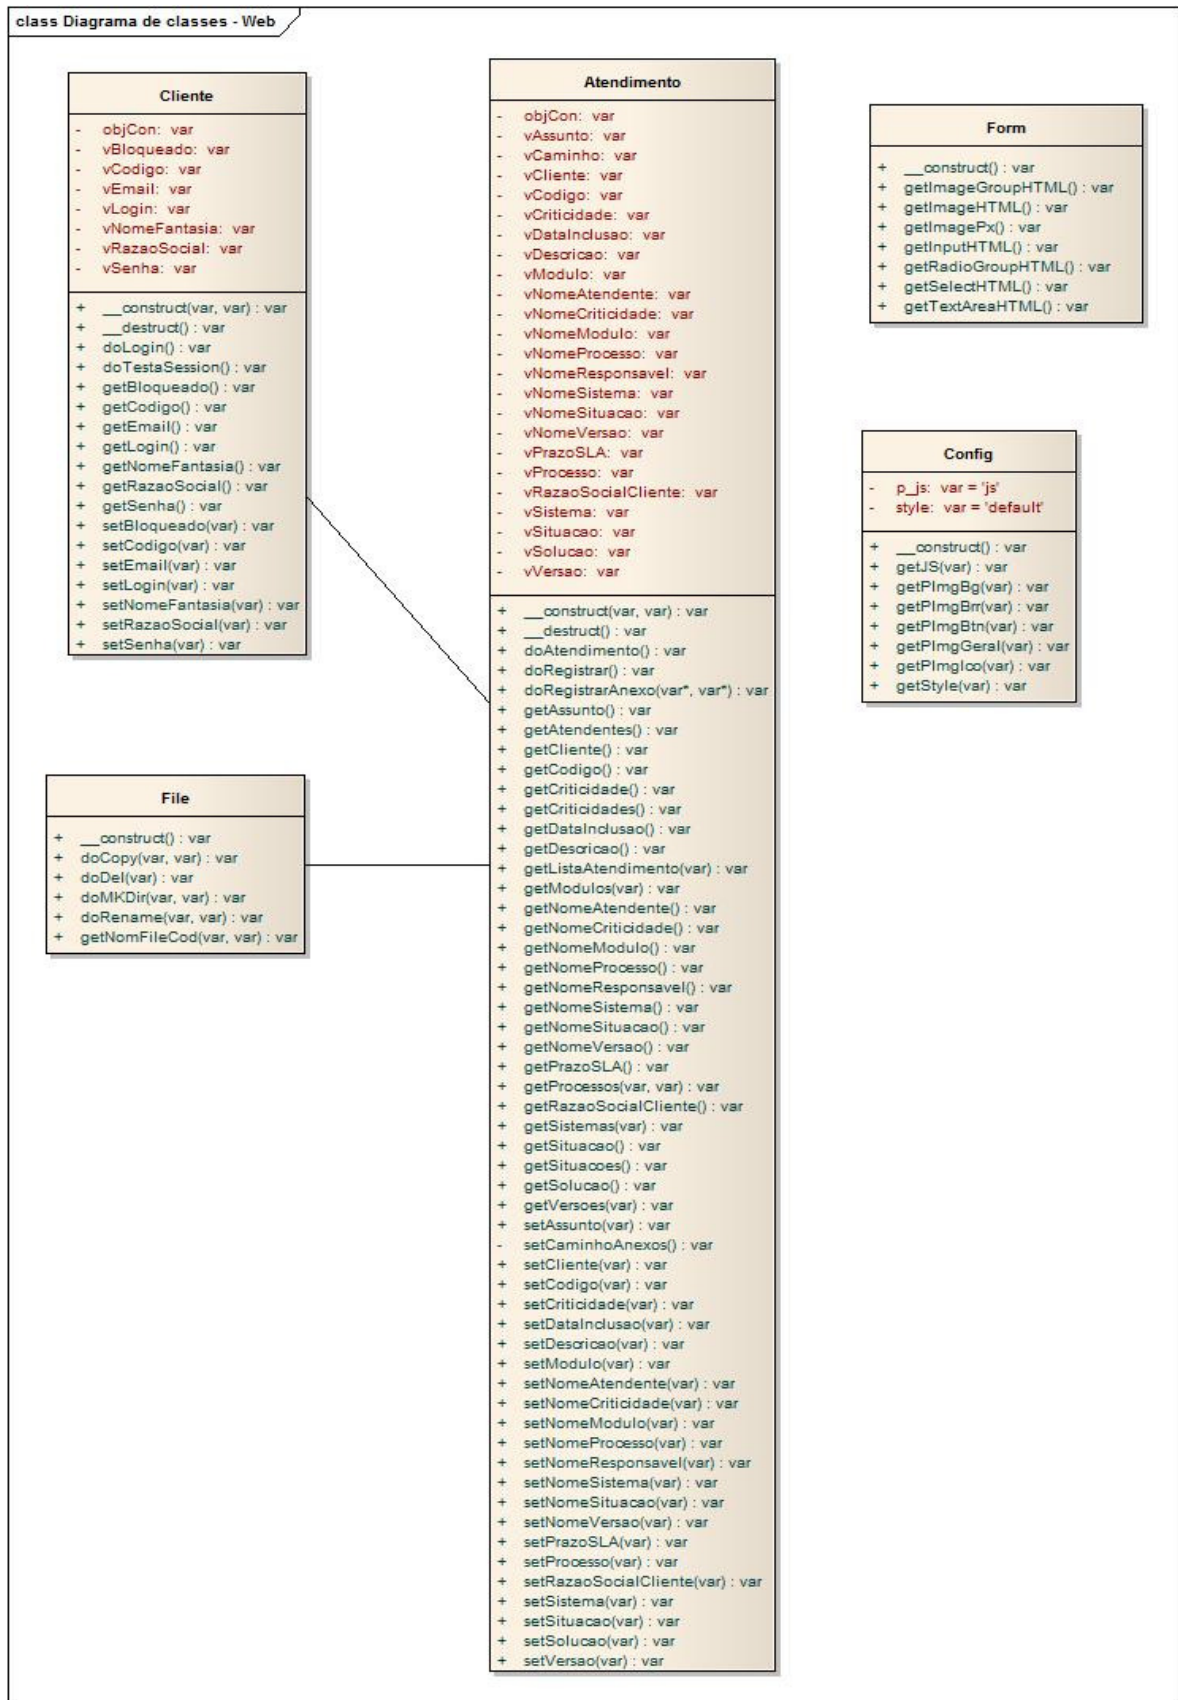 class Diagrama de classes - Web
Cliente
- objCon: var
- vBloqueado: var
- vCodigo: var
- vEmail: var
- vLogin: var
- vNomeFantasia: var
- vRazaoSocial: var
- vSenha: var
+ __construct(var, var) : var
+ __destruct() : var
+ doLogin() : var
+ doTestaSession() : var
+ getBloqueado() : var
+ getCodigo() : var
+ getEmail() : var
+ getLogin() : var
+ getNomeFantasia() : var
+ getRazaoSocial() : var
+ getSenha() : var
+ setBloqueado(var) : var
+ setCodigo(var) : var
+ setEmail(var) : var
+ setLogin(var) : var
+ setNomeFantasia(var) : var
+ setRazaoSocial(var) : var
+ setSenha(var) : var
File
+ __construct() : var
+ doCopy(var, var) : var
+ doDel(var) : var
+ doMKDir(var, var) : var
+ doRename(var, var) : var
+ getNomFileCod(var, var) : var
Atendimento
- objCon: var
- vAssunto: var
- vCaminho: var
- vCliente: var
- vCodigo: var
- vCriticidade: var
- vDataInclusao: var
- vDescricao: var
- vModulo: var
- vNomeAtendente: var
- vNomeCriticidade: var
- vNomeModulo: var
- vNomeProcesso: var
- vNomeResponsavel: var
- vNomeSistema: var
- vNomeSituacao: var
- vNomeVersao: var
- vPrazoSLA: var
- vProcesso: var
- vRazaoSocialCliente: var
- vSistema: var
- vSituacao: var
- vSolucao: var
- vVersao: var
+ __construct(var, var) : var
+ __destruct() : var
+ doAtendimento() : var
+ doRegistrar() : var
+ doRegistrarAnexo(var*, var*) : var
+ getAssunto() : var
+ getAtendentes() : var
+ getCliente() : var
+ getCodigo() : var
+ getCriticidade() : var
+ getCriticidades() : var
+ getDataInclusao() : var
+ getDescricao() : var
+ getListaAtendimento(var) : var
+ getModulos(var) : var
+ getNomeAtendente() : var
+ getNomeCriticidade() : var
+ getNomeModulo() : var
+ getNomeProcesso() : var
+ getNomeResponsavel() : var
+ getNomeSistema() : var
+ getNomeSituacao() : var
+ getNomeVersao() : var
+ getPrazoSLA() : var
+ getProcessos(var, var) : var
+ getRazaoSocialCliente() : var
+ getSistemas(var) : var
+ getSituacao() : var
+ getSituacoes() : var
+ getSolucao() : var
+ getVersoes(var) : var
+ setAssunto(var) : var
- setCaminhoAnexos() : var
+ setCliente(var) : var
+ setCodigo(var) : var
+ setCriticidade(var) : var
+ setDataInclusao(var) : var
+ setDescricao(var) : var
+ setModulo(var) : var
+ setNomeAtendente(var) : var
+ setNomeCriticidade(var) : var
+ setNomeModulo(var) : var
+ setNomeProcesso(var) : var
+ setNomeResponsavel(var) : var
+ setNomeSistema(var) : var
+ setNomeSituacao(var) : var
+ setNomeVersao(var) : var
+ setPrazoSLA(var) : var
+ setProcesso(var) : var
+ setRazaoSocialCliente(var) : var
+ setSistema(var) : var
+ setSituacao(var) : var
+ setSolucao(var) : var
+ setVersao(var) : var
Form
+ __construct() : var
+ getImageGroupHTML() : var
+ getImageHTML() : var
+ getImagePx() : var
+ getInputHTML() : var
+ getRadioGroupHTML() : var
+ getSelectHTML() : var
+ getTextAreaHTML() : var
Config
- p_js: var = 'js'
- style: var = 'default'
+ __construct() : var
+ getJS(var) : var
+ getPImgBg(var) : var
+ getPImgBrr(var) : var
+ getPImgBtn(var) : var
+ getPImgGeral(var) : var
+ getPImgIco(var) : var
+ getStyle(var) : var